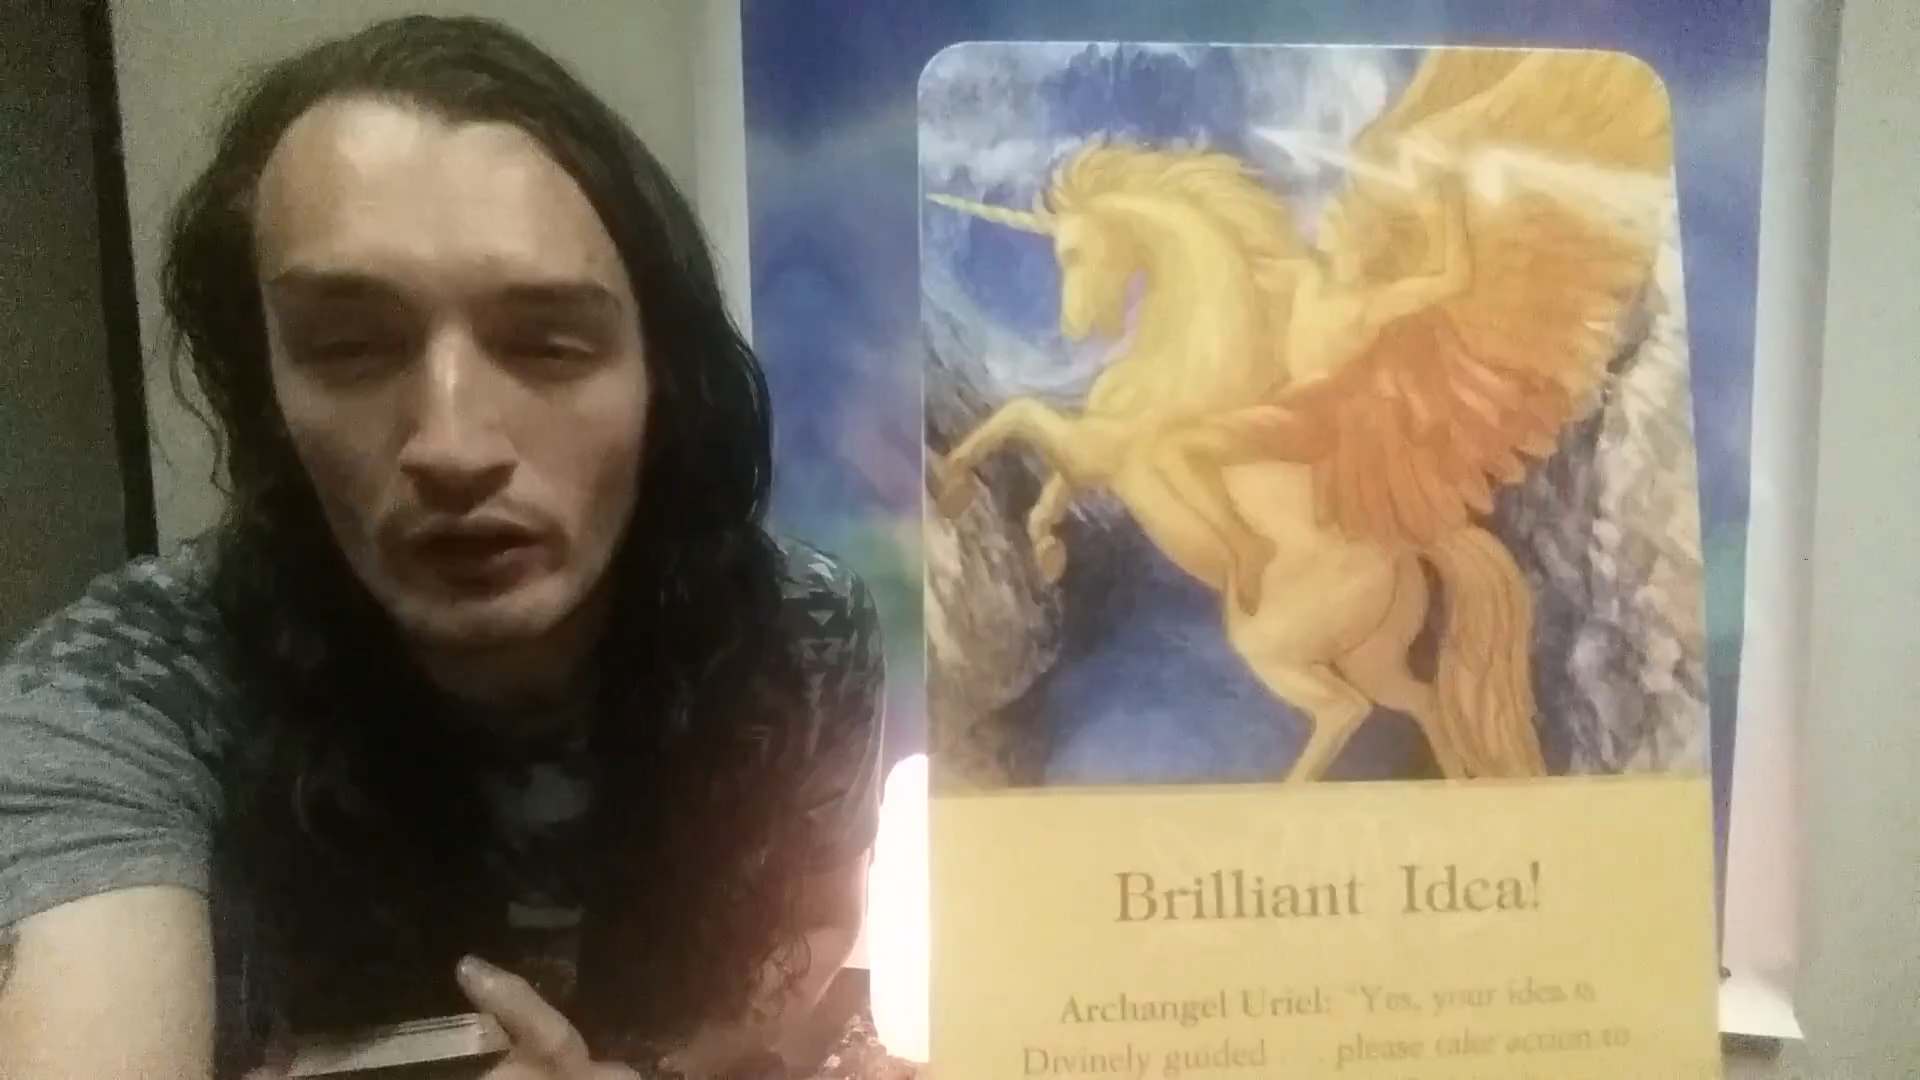 Brilliant Idea!
Archangel Uriel: "Yes, your idea is
Divinely guided . . . please take action to